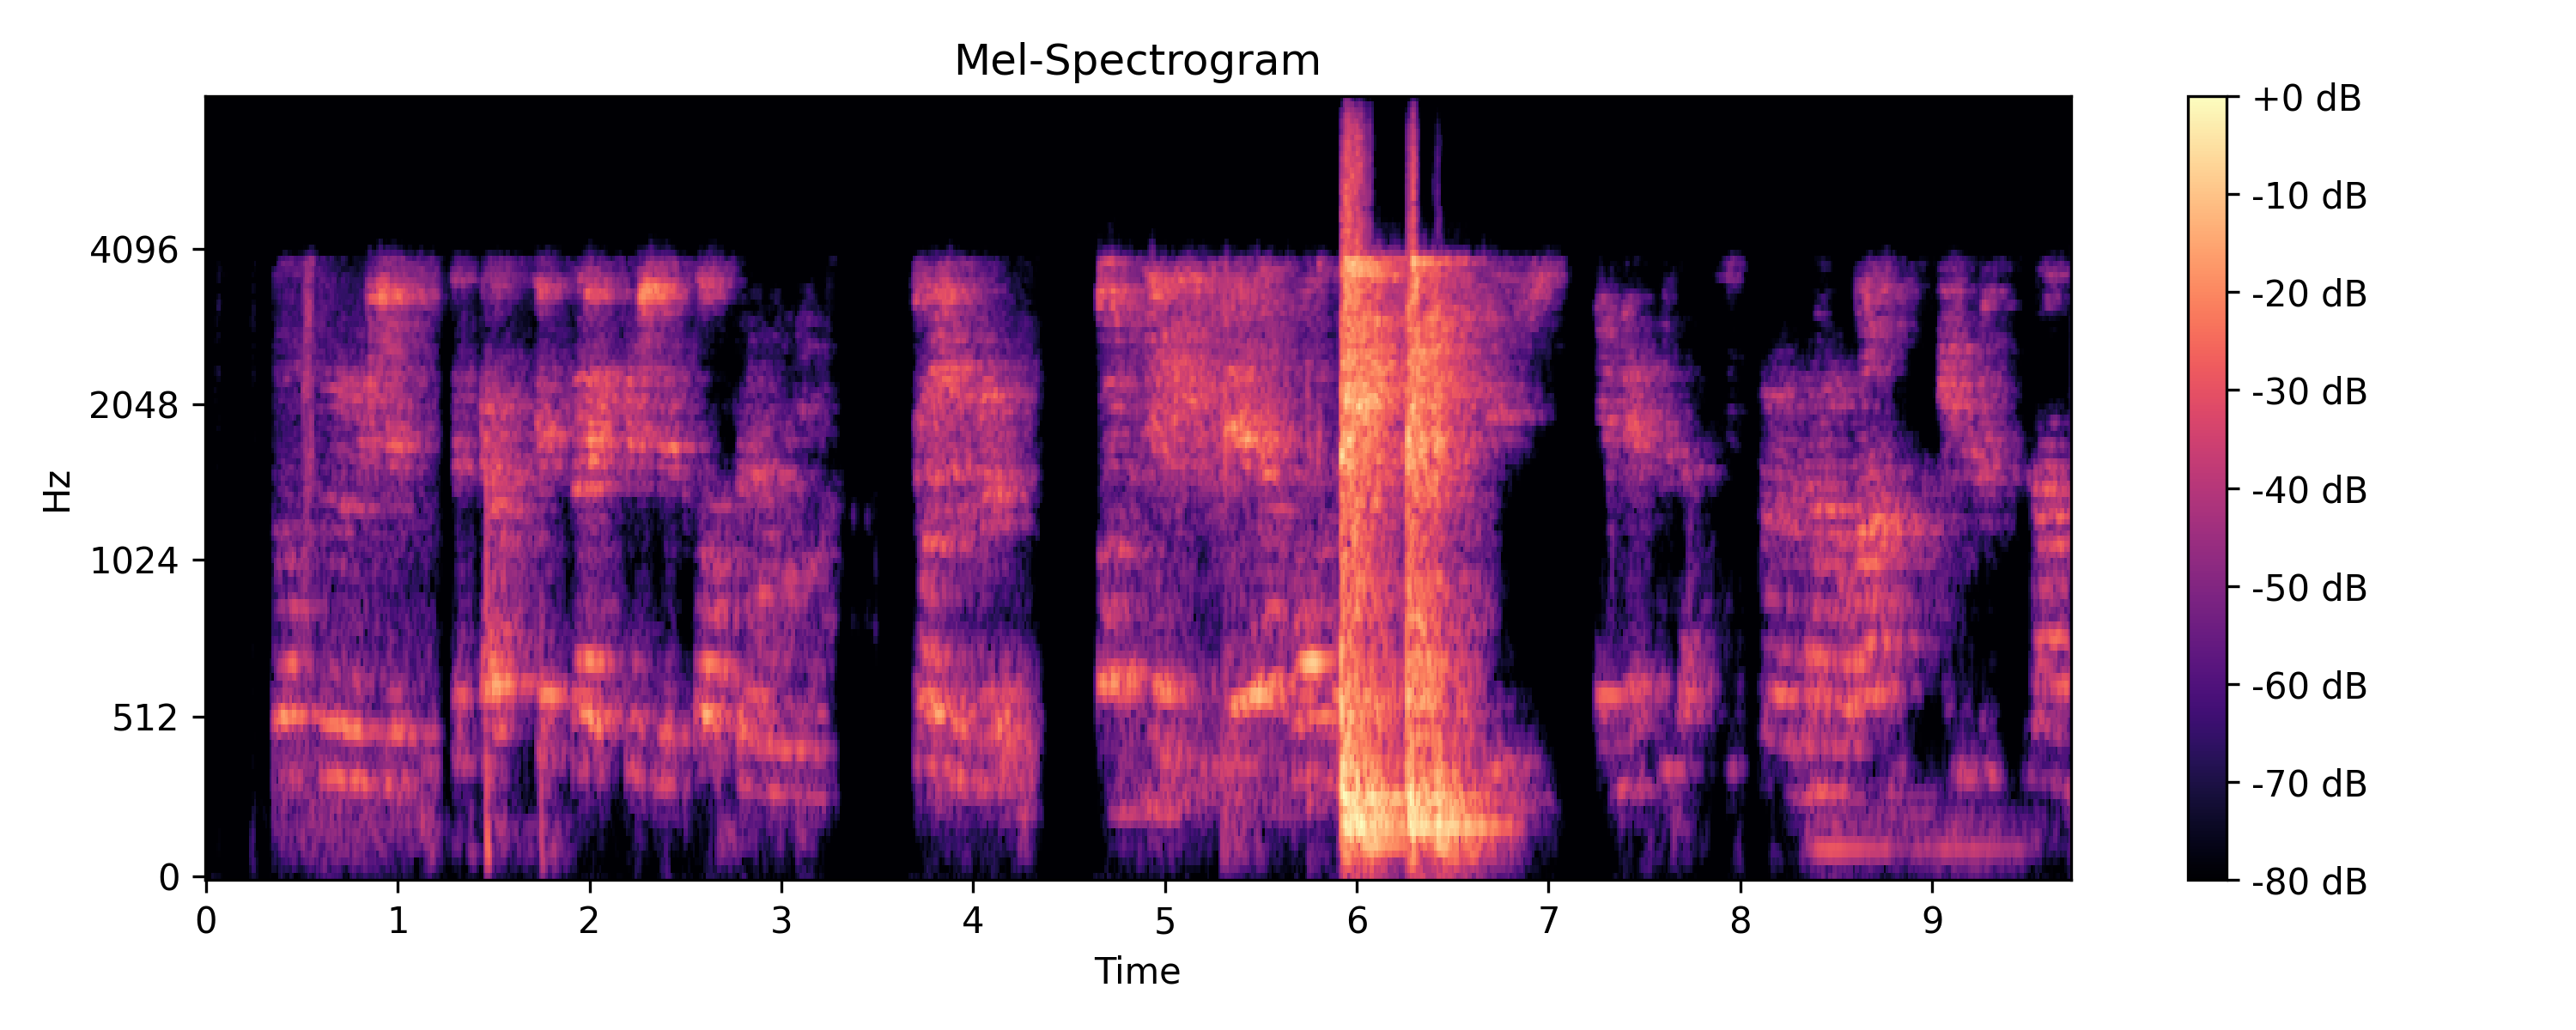 Mel-Spectrogram
+0 dB
-10 dB
-20 dB
-30 dB
-40 dB
-50 dB
-60 dB
-70 dB
-80 dB
4096
2048
1024
512
0
Hz
0 1 2 3 4 5 6 7 8 9
Time